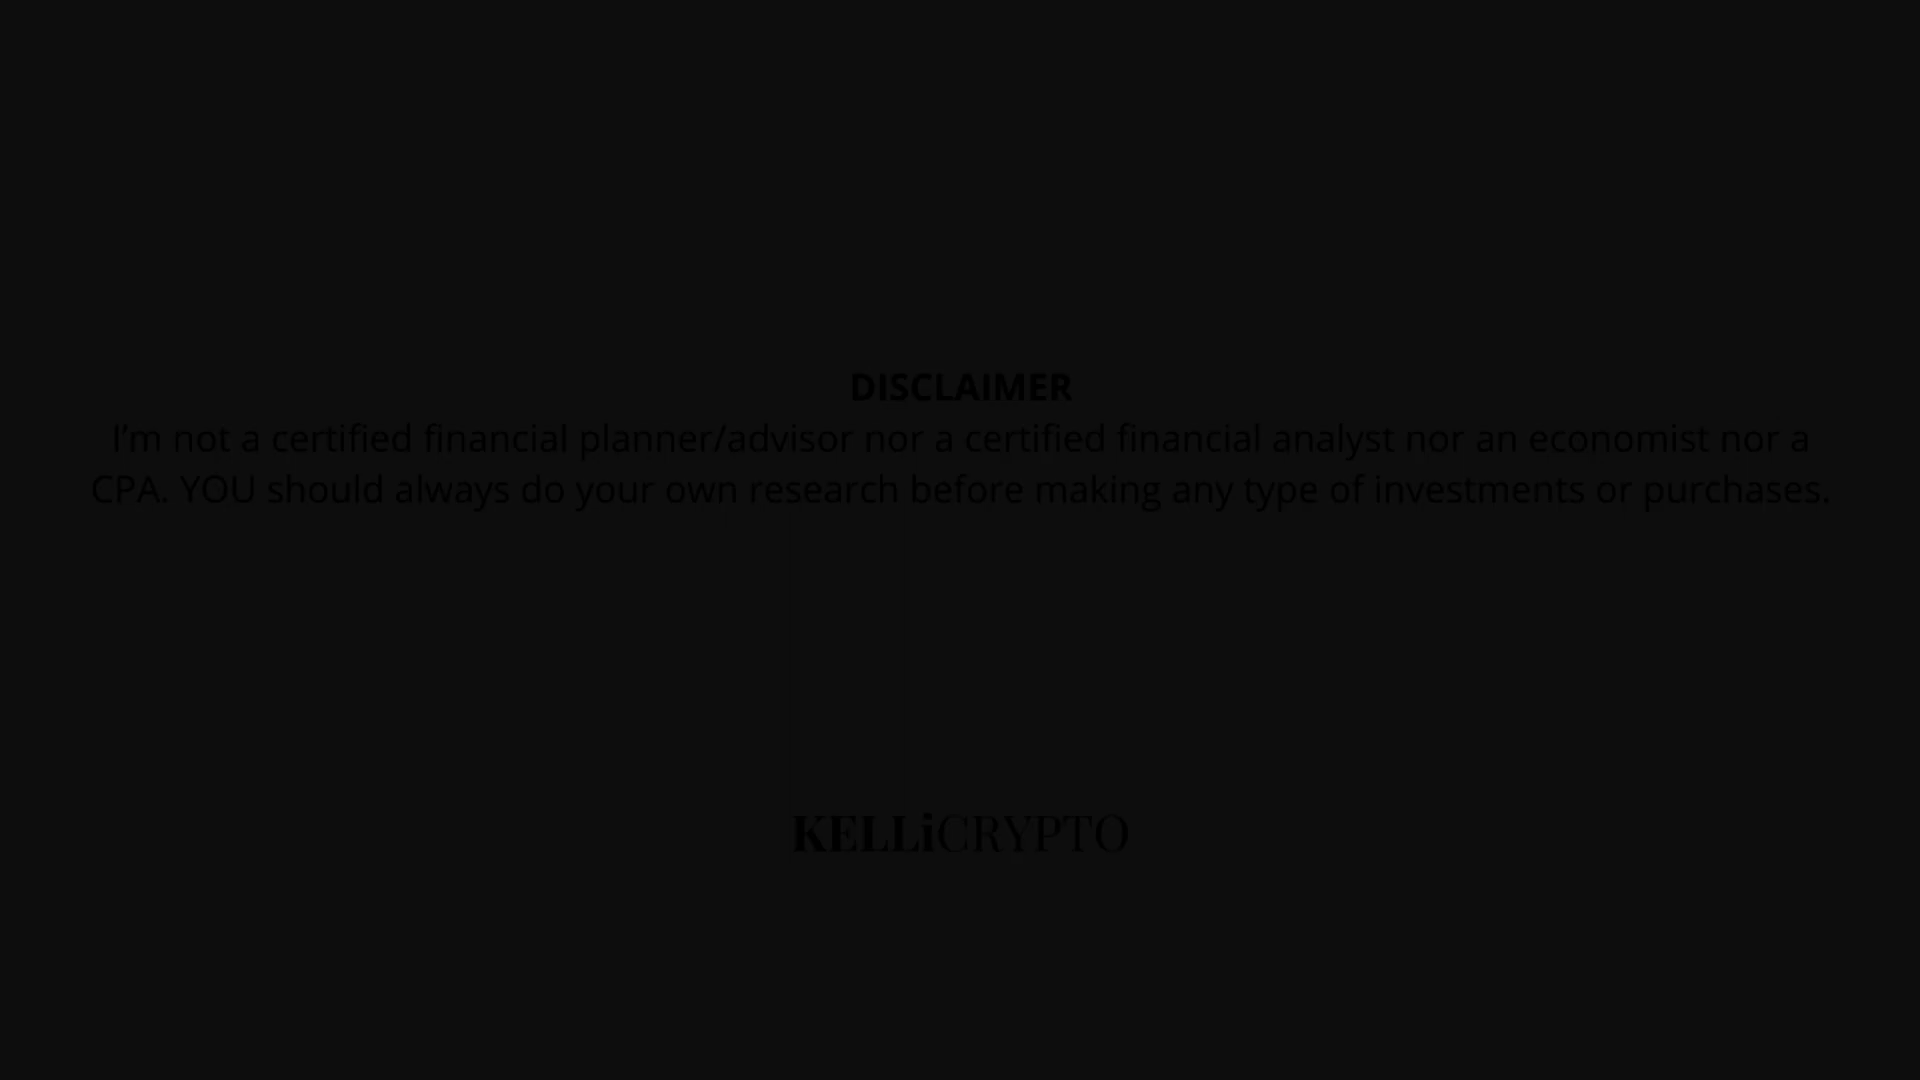 DISCLAIMER
I’m not a certified financial planner/advisor nor a certified financial analyst nor an economist nor a
CPA. YOU should always do your own research before making any type of investments or purchases.
KELLiCRYPTO